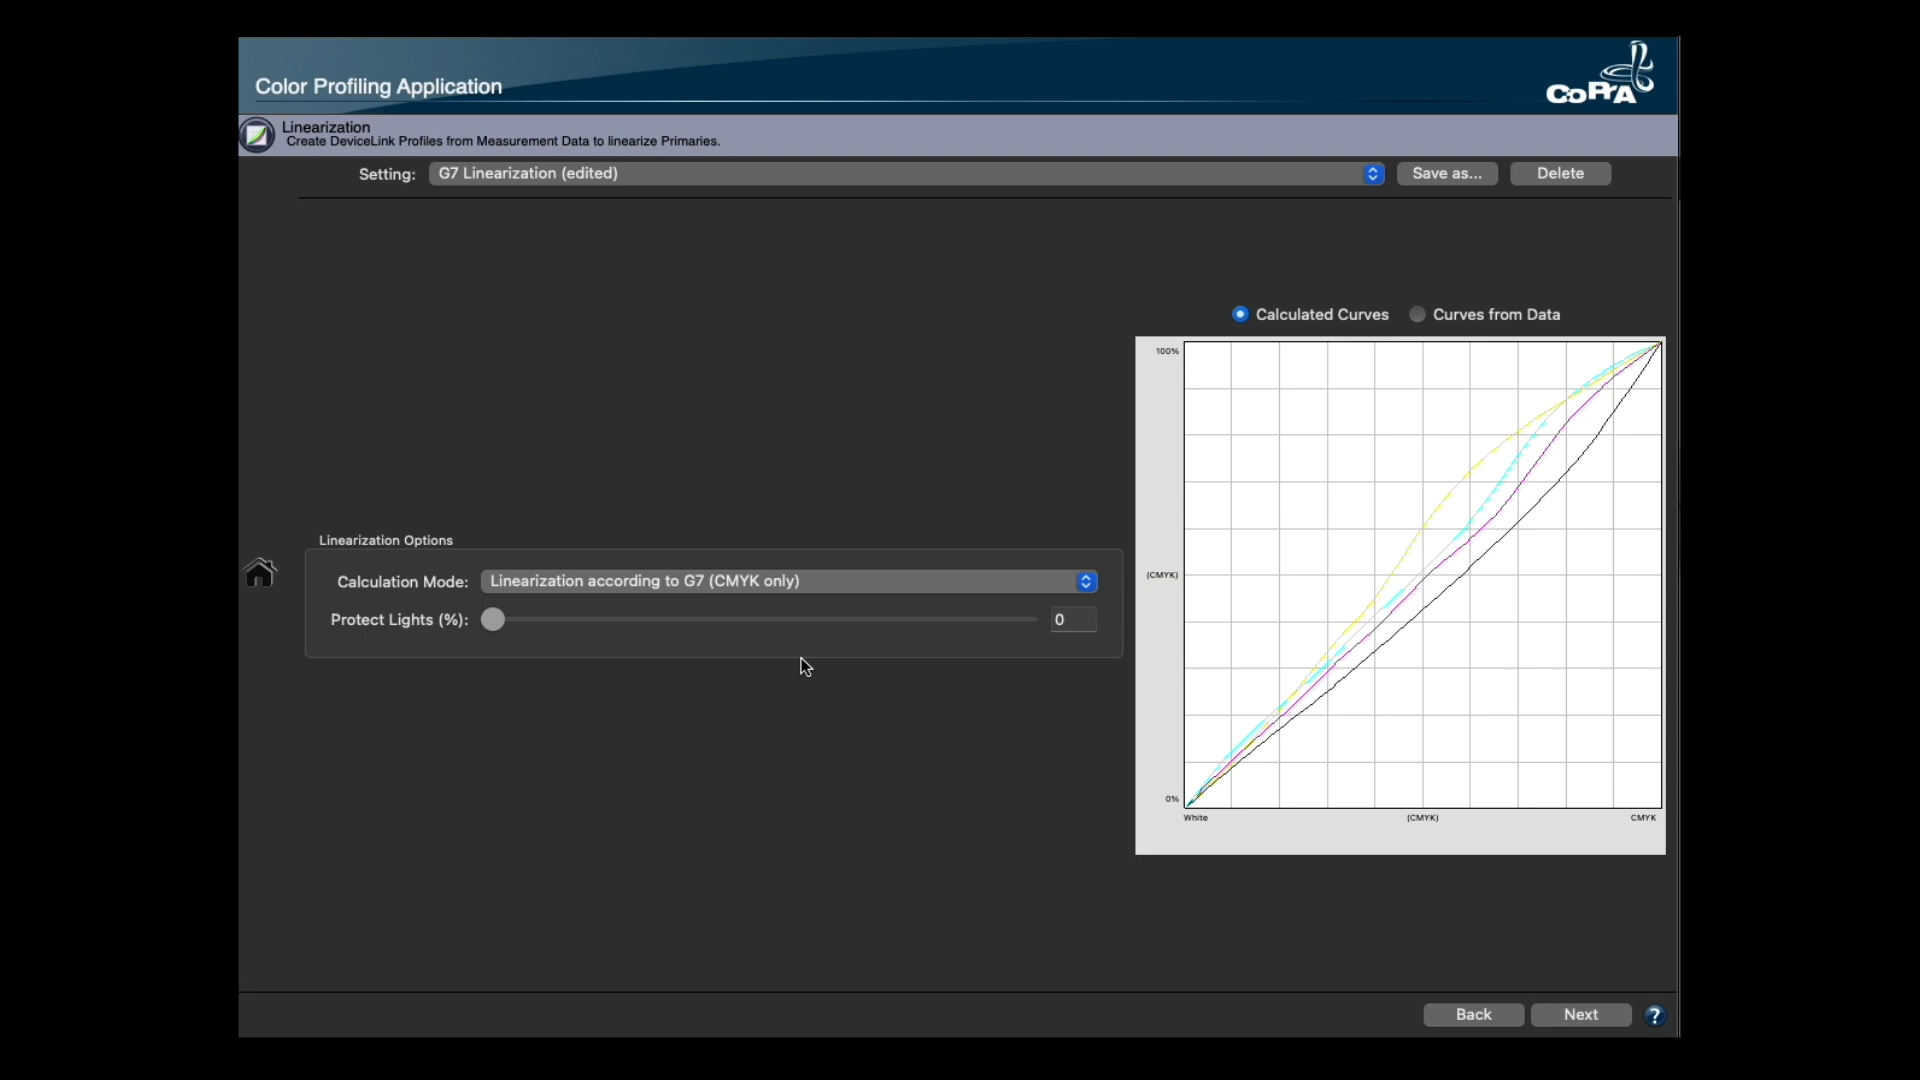 Color Profiling Application
CoPrA
Linearization
Create DeviceLink Profiles from Measurement Data to linearize Primaries.
Setting: G7 Linearization (edited) Save as... Delete
Calculated Curves Curves from Data
100%
Linearization Options
(CMYK)
Calculation Mode: Linearization according to G7 (CMYK only)
Protect Lights (%): 0
0%
White (CMYK) CMYK
Back Next ?